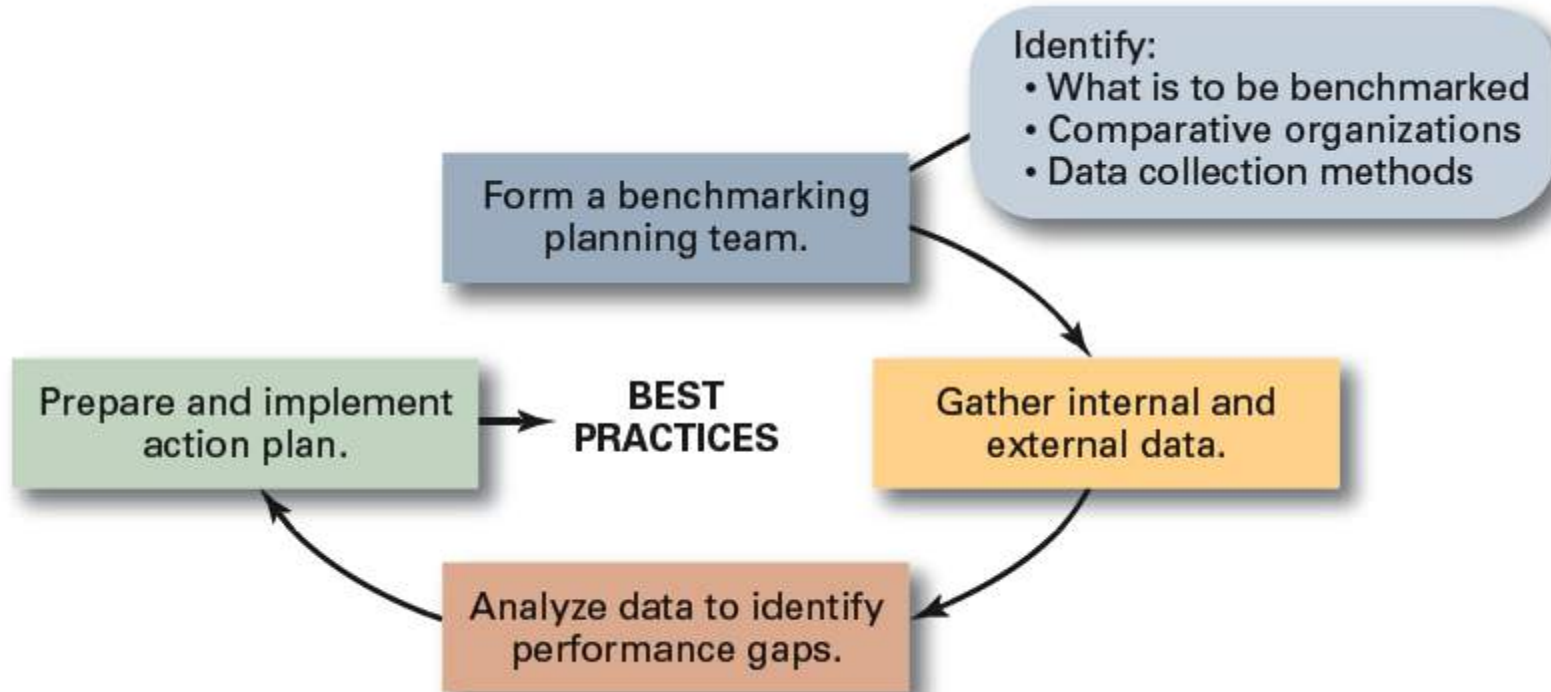 Identify:
• What is to be benchmarked
• Comparative organizations
• Data collection methods
Form a benchmarking
planning team.
Gather internal and
external data.
Analyze data to identify
performance gaps.
Prepare and implement
action plan.
BEST
PRACTICES